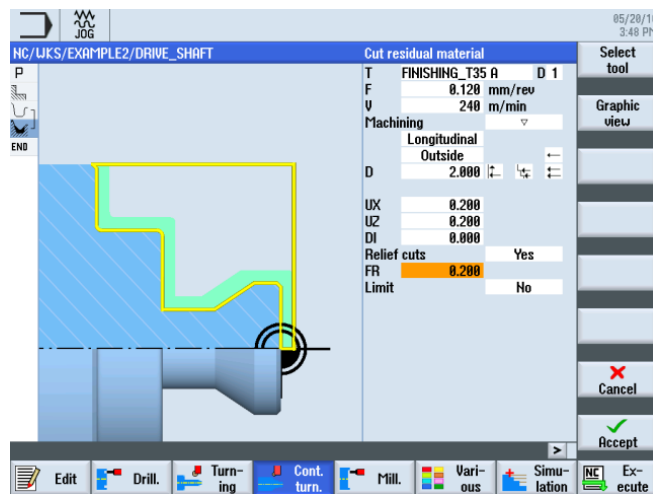 JOG
05/20/1
3:48 PM
NC/WKS/EXAMPLE2/DRIVE_SHAFT
Cut residual material
Select
tool
P
T FINISHING_T35 A D 1
F 0.120 mm/rev
V 240 m/min
Machining ▽
Graphic
view
END
Longitudinal
Outside ←
D 2.000
UX 0.200
UZ 0.200
DI 0.000
Relief cuts Yes
FR 0.200
Limit No
Cancel
Accept
>
Edit
Drill.
Turn-
ing
Cont.
turn.
Mill.
Vari-
ous
Simu-
lation
NC
Ex-
ecute